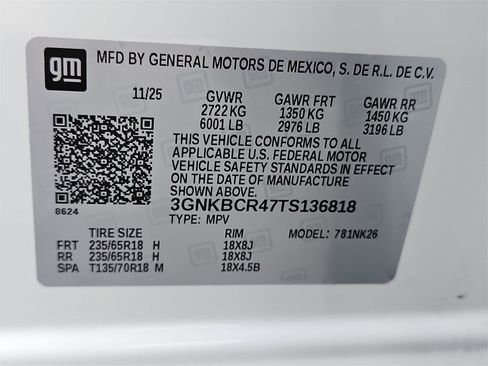 gm
MFD BY GENERAL MOTORS DE MEXICO, S. DE R.L. DE C.V.
11/25 GVWR GAWR FRT GAWR RR
2722 KG 1350 KG 1450 KG
6001 LB 2976 LB 3196 LB
THIS VEHICLE CONFORMS TO ALL
APPLICABLE U.S. FEDERAL MOTOR
VEHICLE SAFETY STANDARDS IN EFFECT
ON THE DATE OF MANUFACTURE
SHOWN ABOVE.
8624 3GNKBCR47TS136818
TYPE: MPV
TIRE SIZE RIM MODEL: 781NK26
FRT 235/65R18 H 18X8J
RR 235/65R18 H 18X8J
SPA T135/70R18 M 18X4.5B